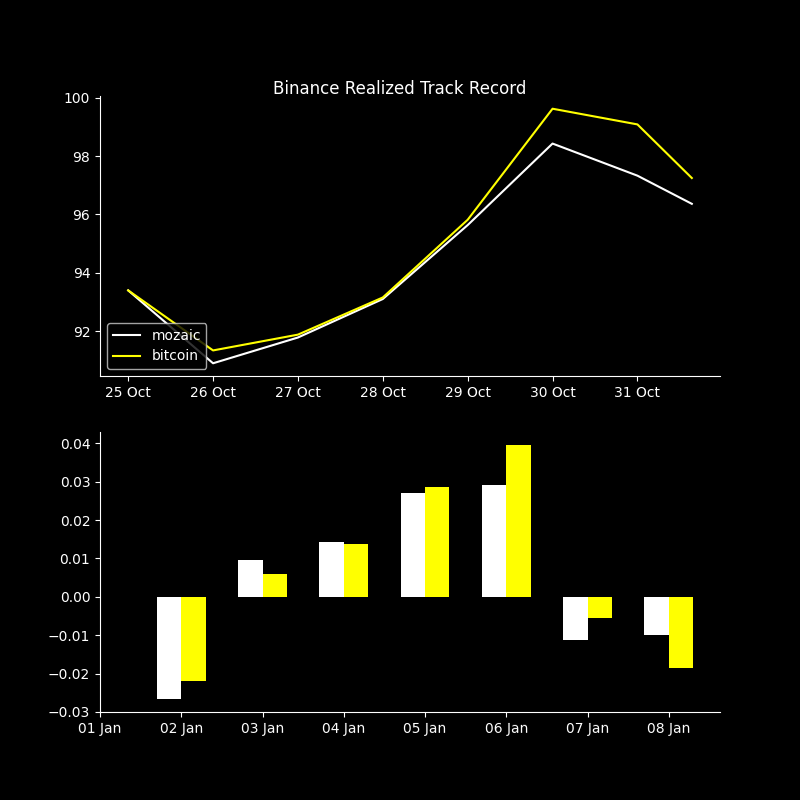 Binance Realized Track Record
100
98
96
94
92
mozaic
bitcoin
25 Oct 26 Oct 27 Oct 28 Oct 29 Oct 30 Oct 31 Oct
0.04
0.03
0.02
0.01
0.00
−0.01
−0.02
−0.03
01 Jan 02 Jan 03 Jan 04 Jan 05 Jan 06 Jan 07 Jan 08 Jan